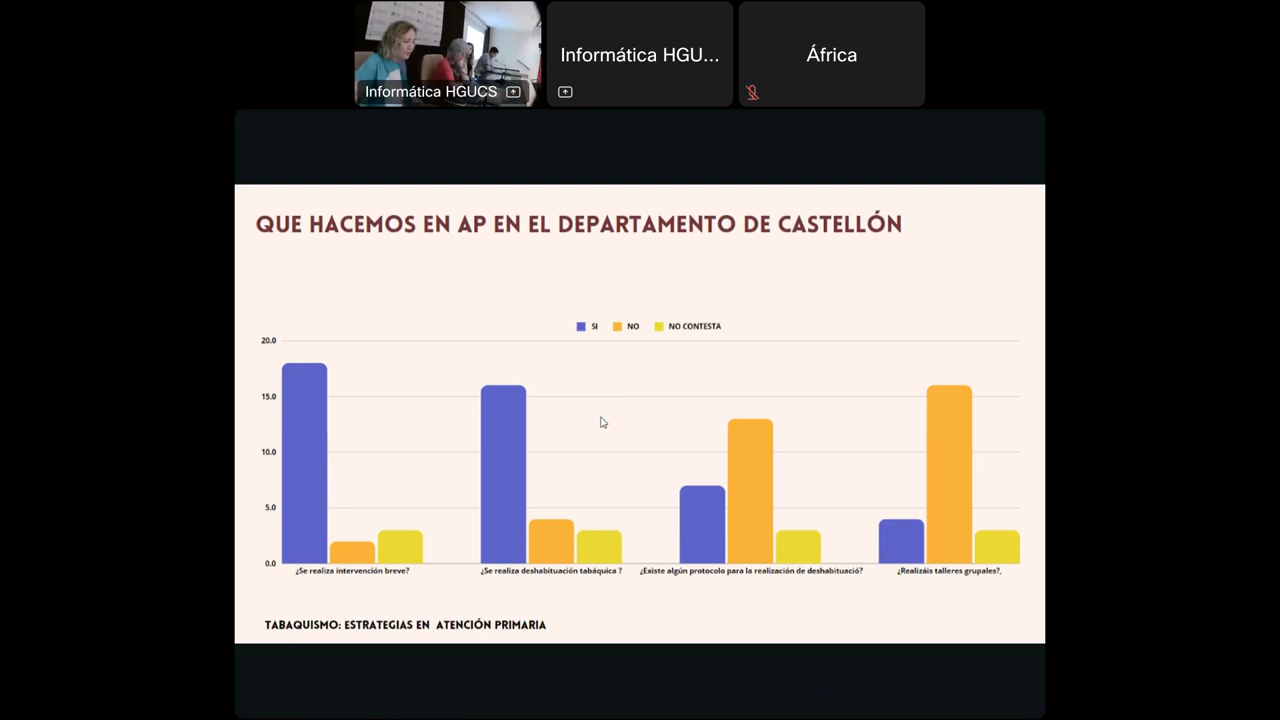 Informática HGUCS
Informática HGU...
África
QUE HACEMOS EN AP EN EL DEPARTAMENTO DE CASTELLÓN
SI NO NO CONTESTA
20.0
15.0
10.0
5.0
0.0
¿Se realiza intervención breve? ¿Se realiza deshabituación tabáquica ? ¿Existe algún protocolo para la realización de deshabituació? ¿Realizáis talleres grupales?,
TABAQUISMO: ESTRATEGIAS EN ATENCIÓN PRIMARIA